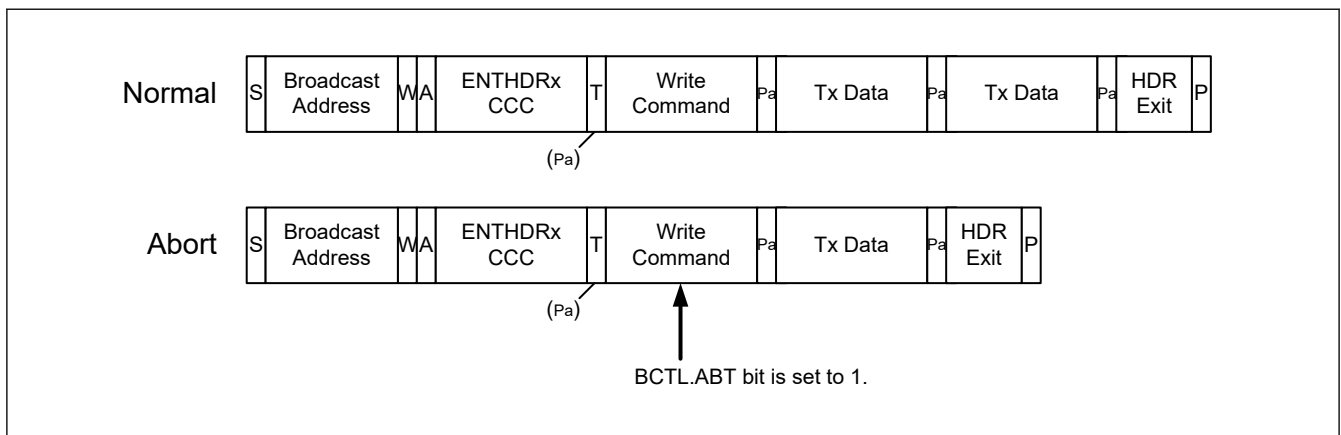 Normal S Broadcast Address W A ENTHDRx CCC T Write Command Pa Tx Data Pa Tx Data Pa HDR Exit P
(Pa)
Abort S Broadcast Address W A ENTHDRx CCC T Write Command Pa Tx Data Pa HDR Exit P
(Pa)
BCTL.ABT bit is set to 1.